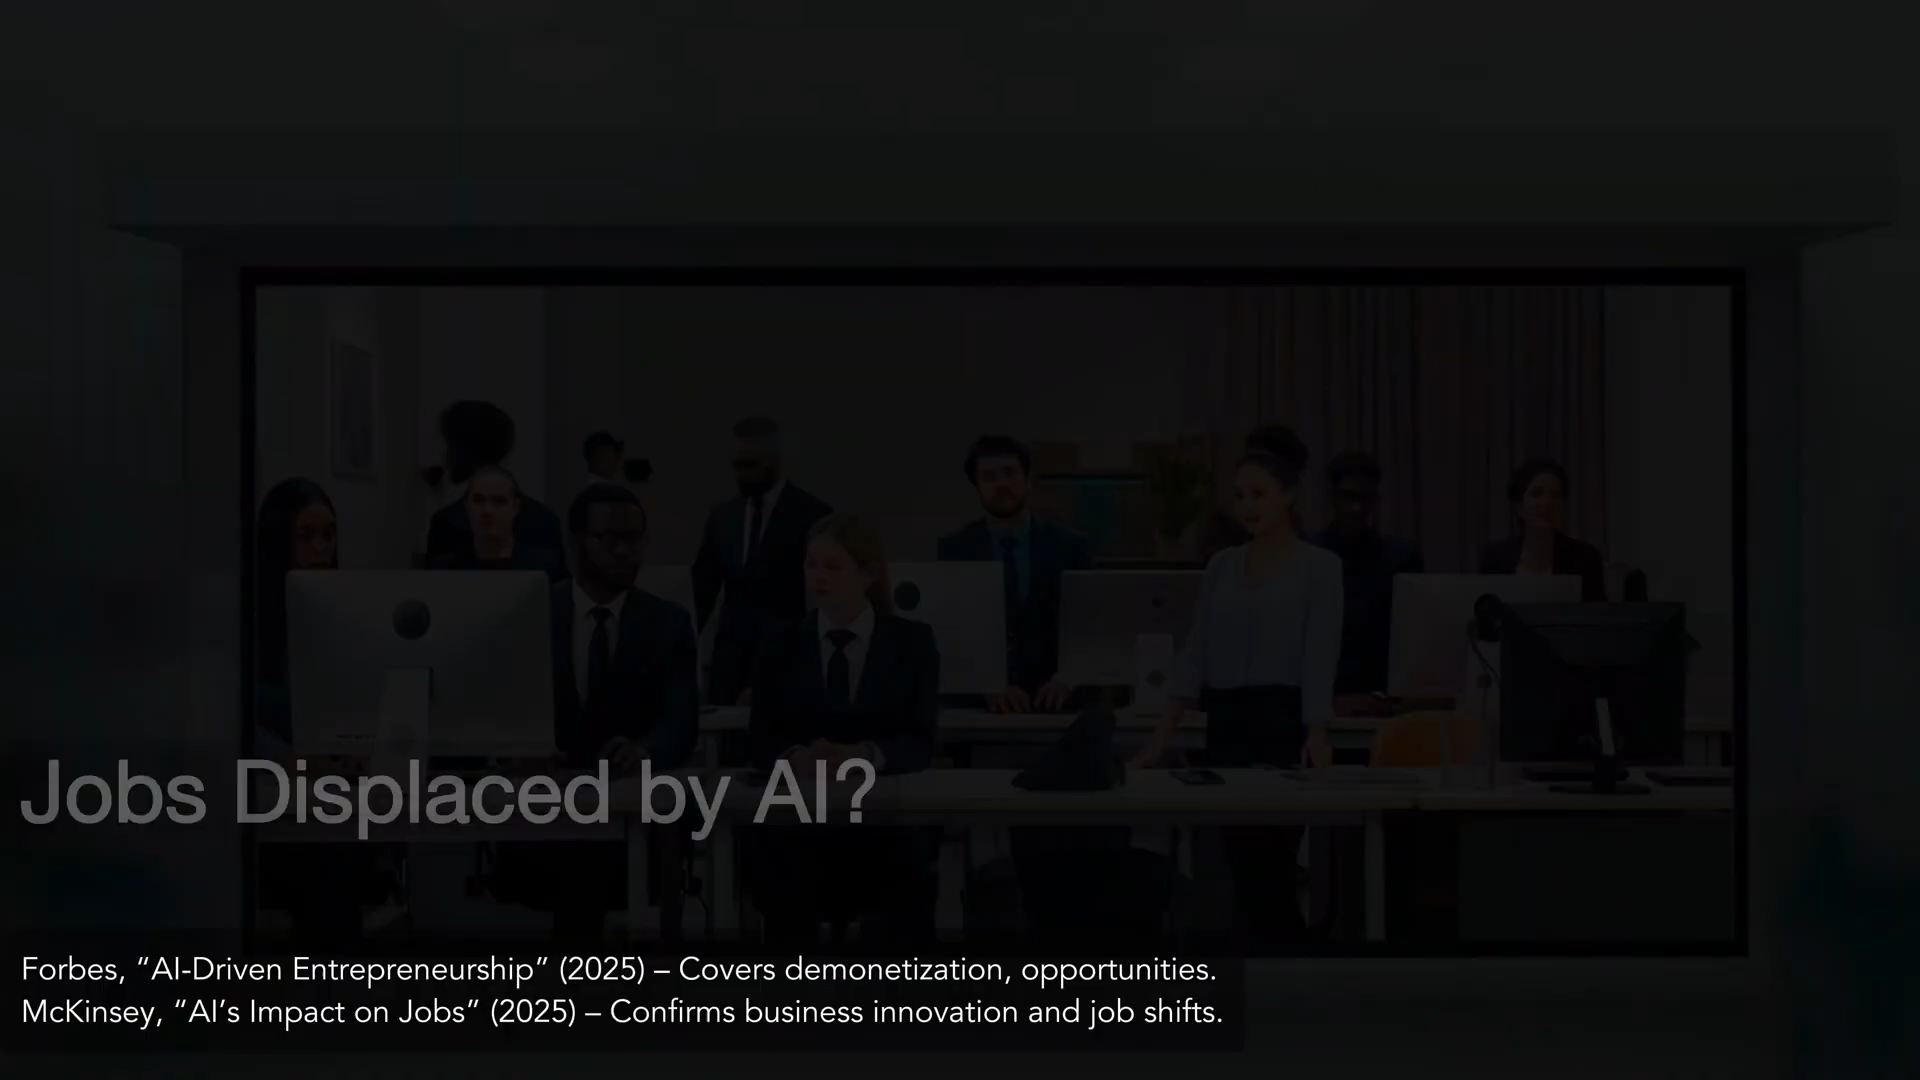 Jobs Displaced by AI?
Forbes, “AI-Driven Entrepreneurship” (2025) – Covers demonetization, opportunities.
McKinsey, “AI’s Impact on Jobs” (2025) – Confirms business innovation and job shifts.